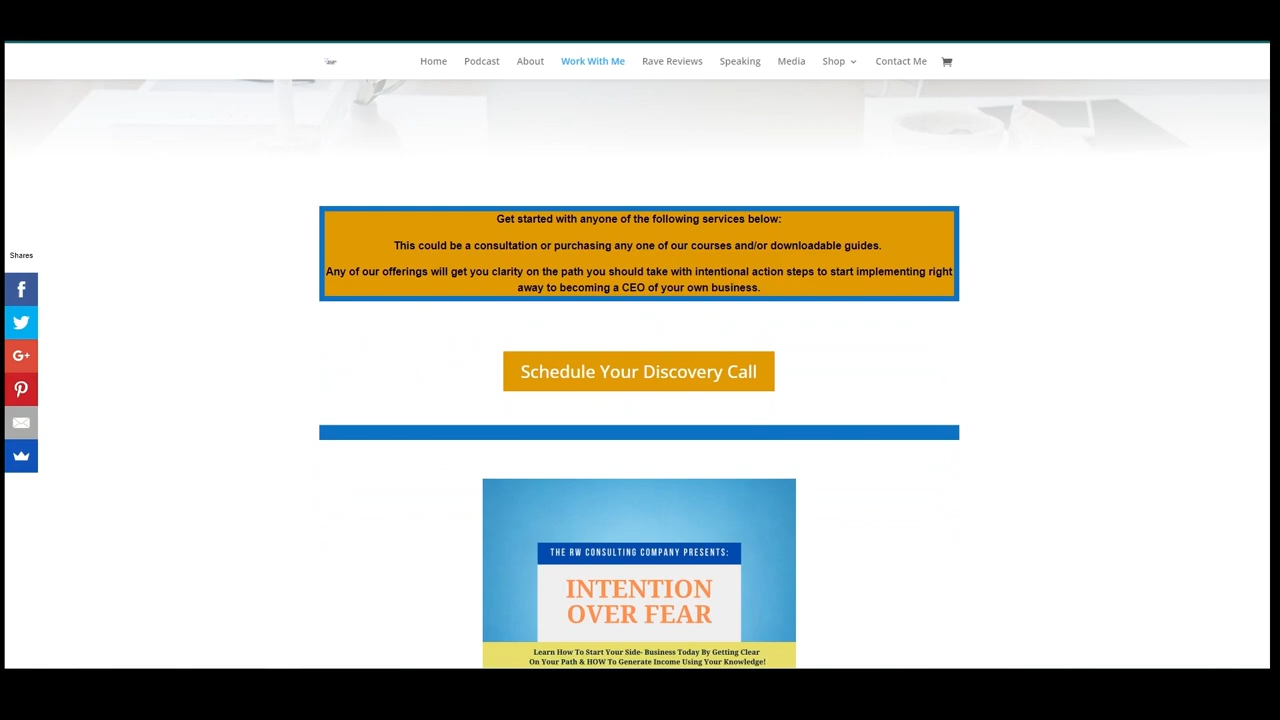 Home Podcast About Work With Me Rave Reviews Speaking Media Shop Contact Me
Get started with anyone of the following services below:
This could be a consultation or purchasing any one of our courses and/or downloadable guides.
Any of our offerings will get you clarity on the path you should take with intentional action steps to start implementing right
away to becoming a CEO of your own business.
Shares
f
G+
Schedule Your Discovery Call
THE RW CONSULTING COMPANY PRESENTS:
INTENTION
OVER FEAR
Learn How To Start Your Side- Business Today By Getting Clear
On Your Path & HOW To Generate Income Using Your Knowledge!